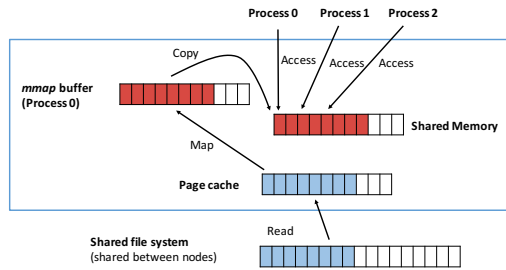 Process 0 Process 1 Process 2
Copy
Access Access Access
mmap buffer
(Process 0)
Shared Memory
Map
Page cache
Read
Shared file system
(shared between nodes)